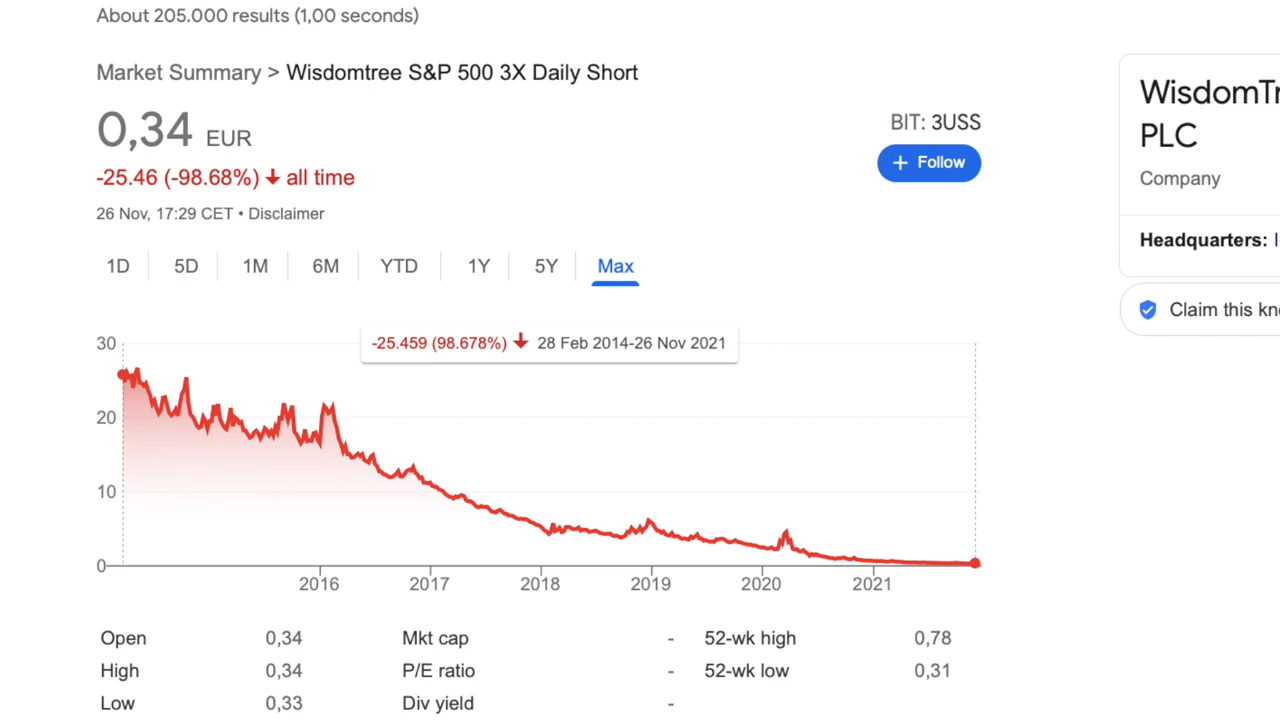 About 205.000 results (1,00 seconds)
Market Summary > Wisdomtree S&P 500 3X Daily Short
0,34 EUR
-25.46 (-98.68%) ↓ all time
26 Nov, 17:29 CET • Disclaimer
BIT: 3USS
+ Follow
1D 5D 1M 6M YTD 1Y 5Y Max
-25.459 (98.678%) ↓ 28 Feb 2014-26 Nov 2021
30
20
10
0
2016 2017 2018 2019 2020 2021
Open 0,34 Mkt cap - 52-wk high 0,78
High 0,34 P/E ratio - 52-wk low 0,31
Low 0,33 Div yield -
WisdomTr
PLC
Company
Headquarters: I
Claim this kno